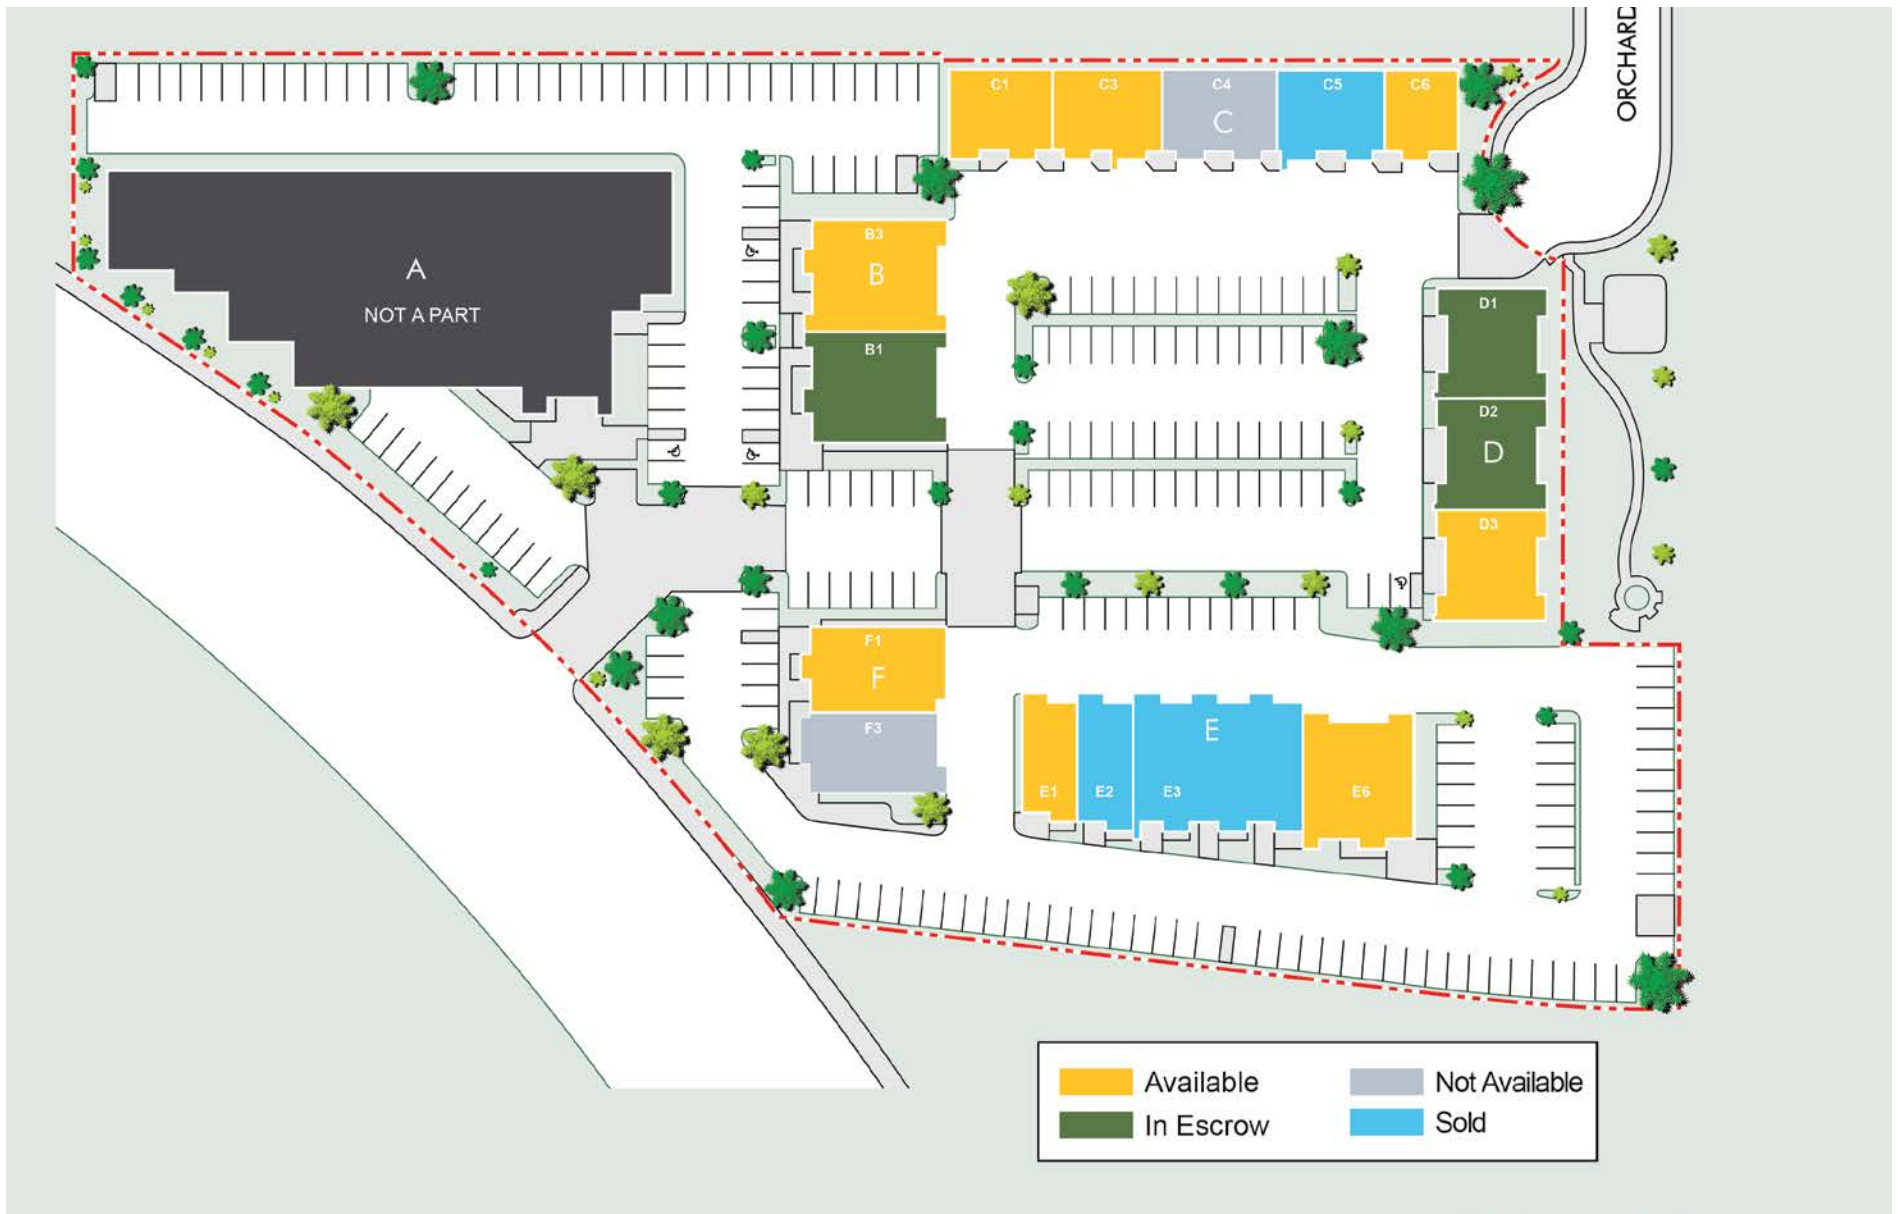 ORCHARD
C1
C3
C4
C5
C6
C
A
NOT A PART
B3
B
B1
D1
D2
D
D3
F1
F
F3
E
E1
E2
E3
E6
Available
Not Available
In Escrow
Sold